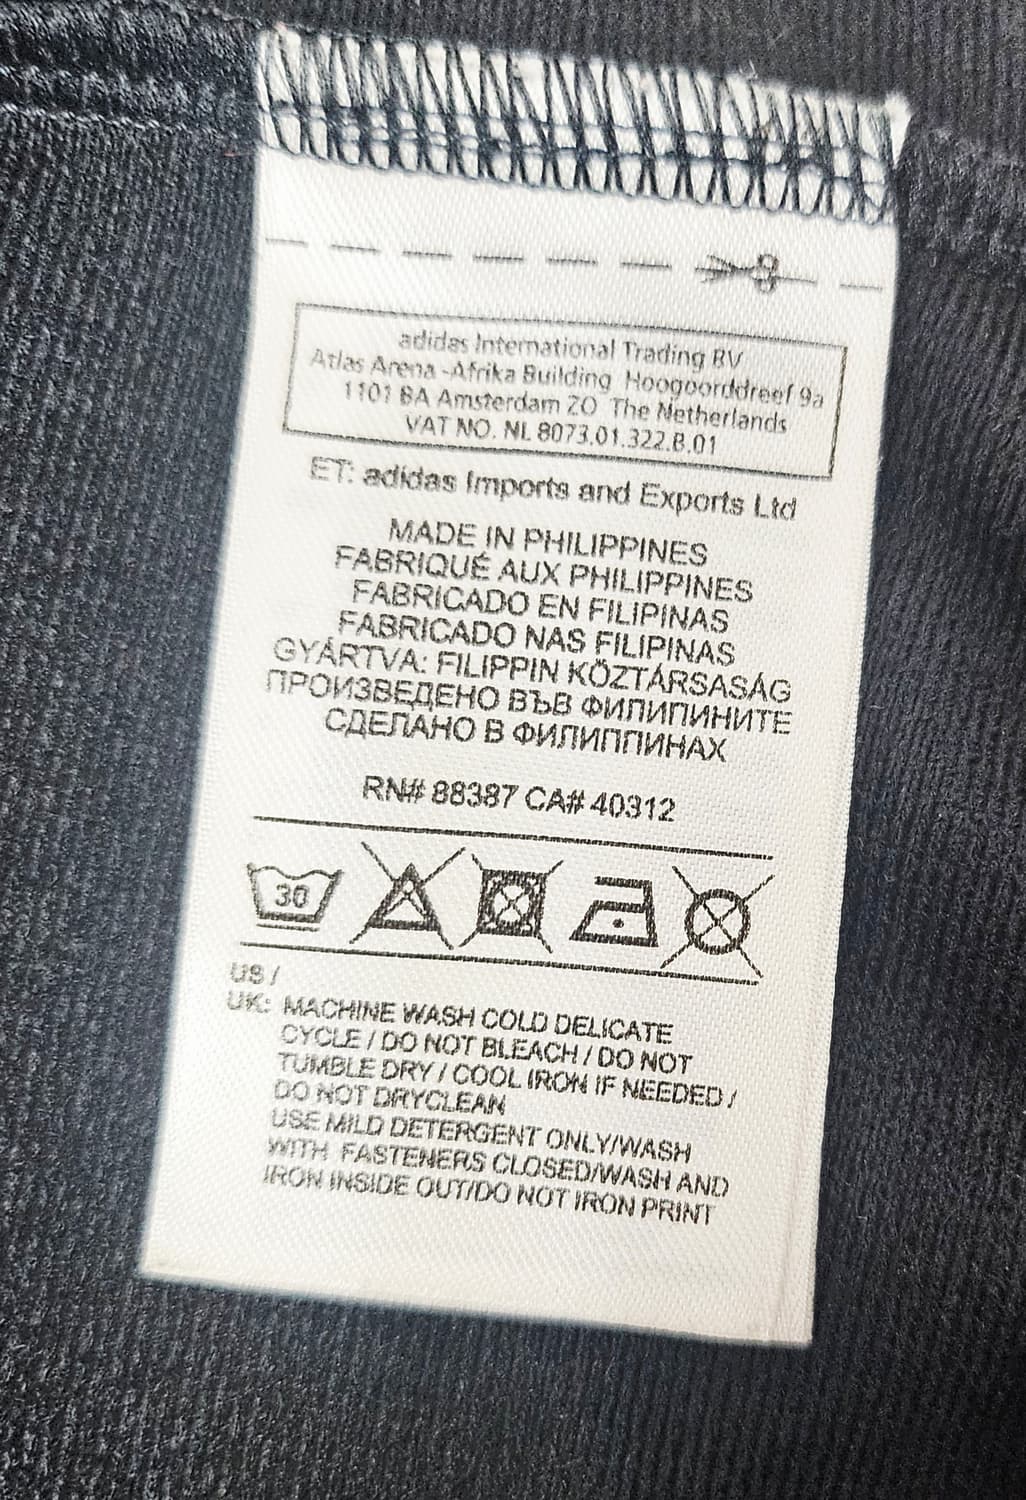 adidas International Trading BV
Atlas Arena -Afrika Building Hoogoorddreef 9a
1101 BA Amsterdam ZO The Netherlands
VAT NO. NL 8073.01.322.B.01
ET: adidas Imports and Exports Ltd
MADE IN PHILIPPINES
FABRIQUÉ AUX PHILIPPINES
FABRICADO EN FILIPINAS
FABRICADO NAS FILIPINAS
GYÁRTVA: FILIPPIN KÖZTÁRSASÁG
ПРОИЗВЕДЕНО ВЪВ ФИЛИПИНИТЕ
СДЕЛАНО В ФИЛИППИНАХ
RN# 88387 CA# 40312
30
US /
UK: MACHINE WASH COLD DELICATE
CYCLE / DO NOT BLEACH / DO NOT
TUMBLE DRY / COOL IRON IF NEEDED /
DO NOT DRYCLEAN
USE MILD DETERGENT ONLY/WASH
WITH FASTENERS CLOSED/WASH AND
IRON INSIDE OUT/DO NOT IRON PRINT